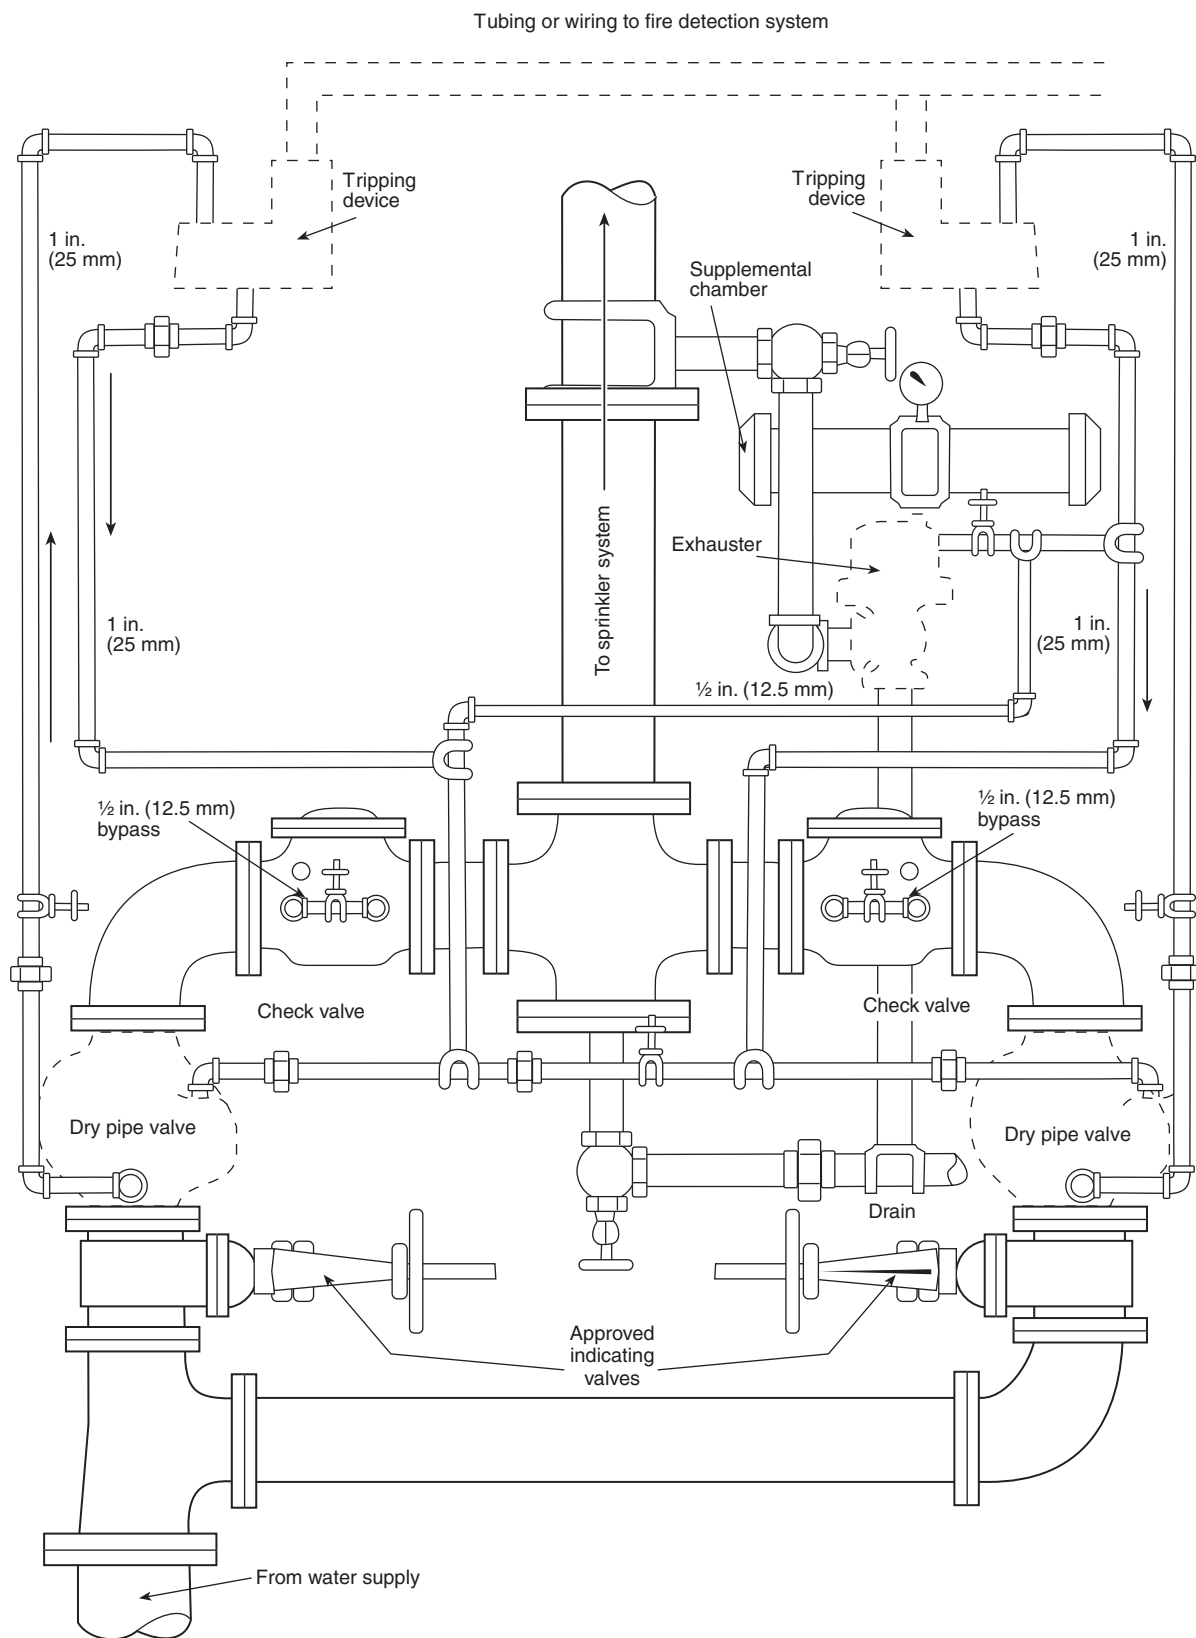 Tubing or wiring to fire detection system
Tripping
device
Tripping
device
1 in.
(25 mm)
1 in.
(25 mm)
Supplemental
chamber
To sprinkler system
Exhauster
1 in.
(25 mm)
1 in.
(25 mm)
½ in. (12.5 mm)
½ in. (12.5 mm)
bypass
½ in. (12.5 mm)
bypass
Check valve
Check valve
Dry pipe valve
Dry pipe valve
Drain
Approved
indicating
valves
From water supply